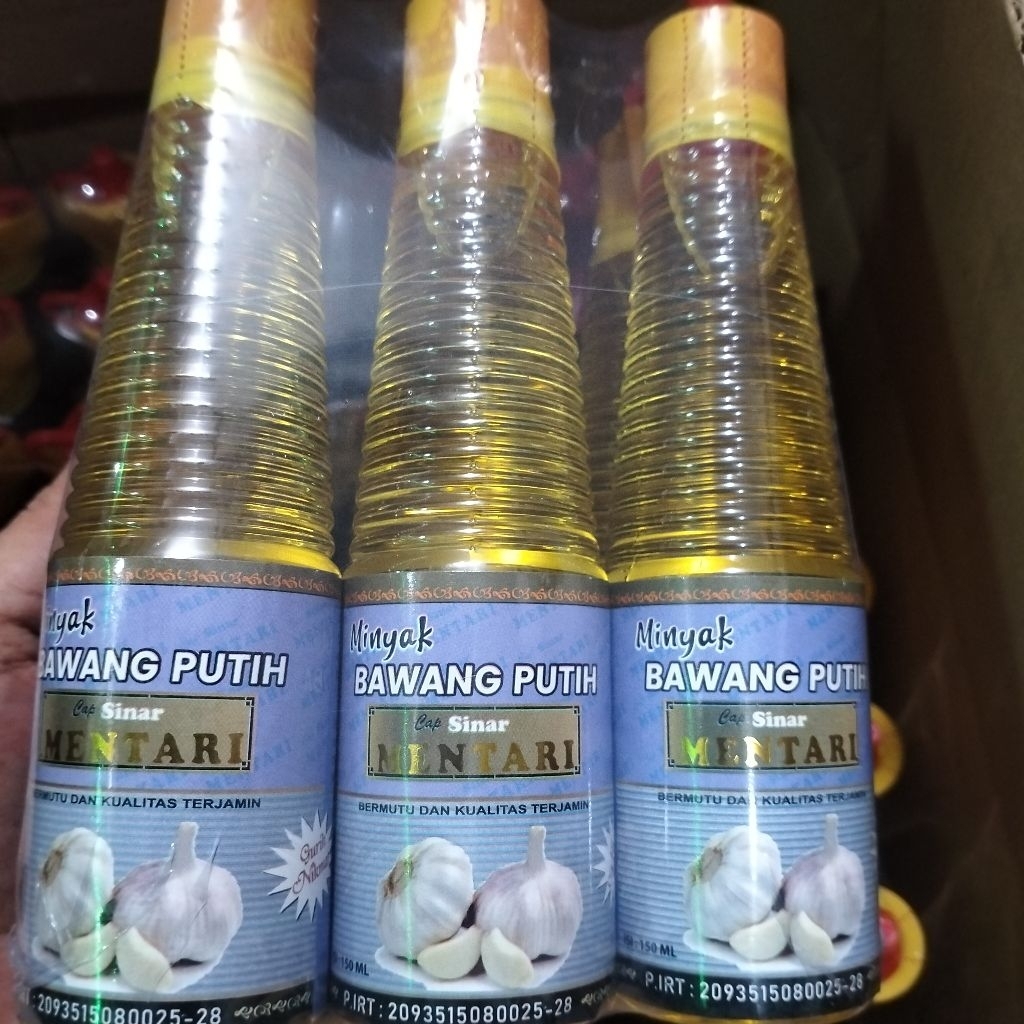 Minyak
BAWANG PUTIH
Cap Sinar
MENTARI
BERMUTU DAN KUALITAS TERJAMIN
Gurih
P.IRT : 2093515080025-28
Minyak
BAWANG PUTIH
Cap Sinar
MENTARI
BERMUTU DAN KUALITAS TERJAMIN
150 ML
P.IRT : 2093515080025-28
Minyak
BAWANG PUTIH
Cap Sinar
MENTARI
BERMUTU DAN KUALITAS TERJAMIN
ISI : 150 ML
P.IRT : 2093515080025-28